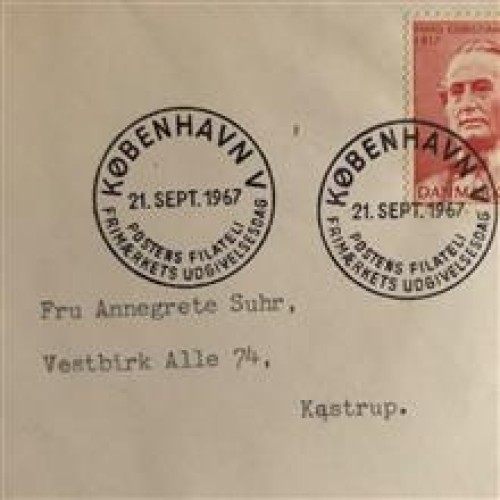 1917
DANMARK
KØBENHAVN V
21. SEPT. 1967
POSTENS FILATELI
FRIMÆRKETS UDGIVELSESDAG
KØBENHAVN V
21. SEPT. 1967
POSTENS FILATELI
FRIMÆRKETS UDGIVELSESDAG
Fru Annegrete Suhr,
Vestbirk Alle 74,
Kastrup.